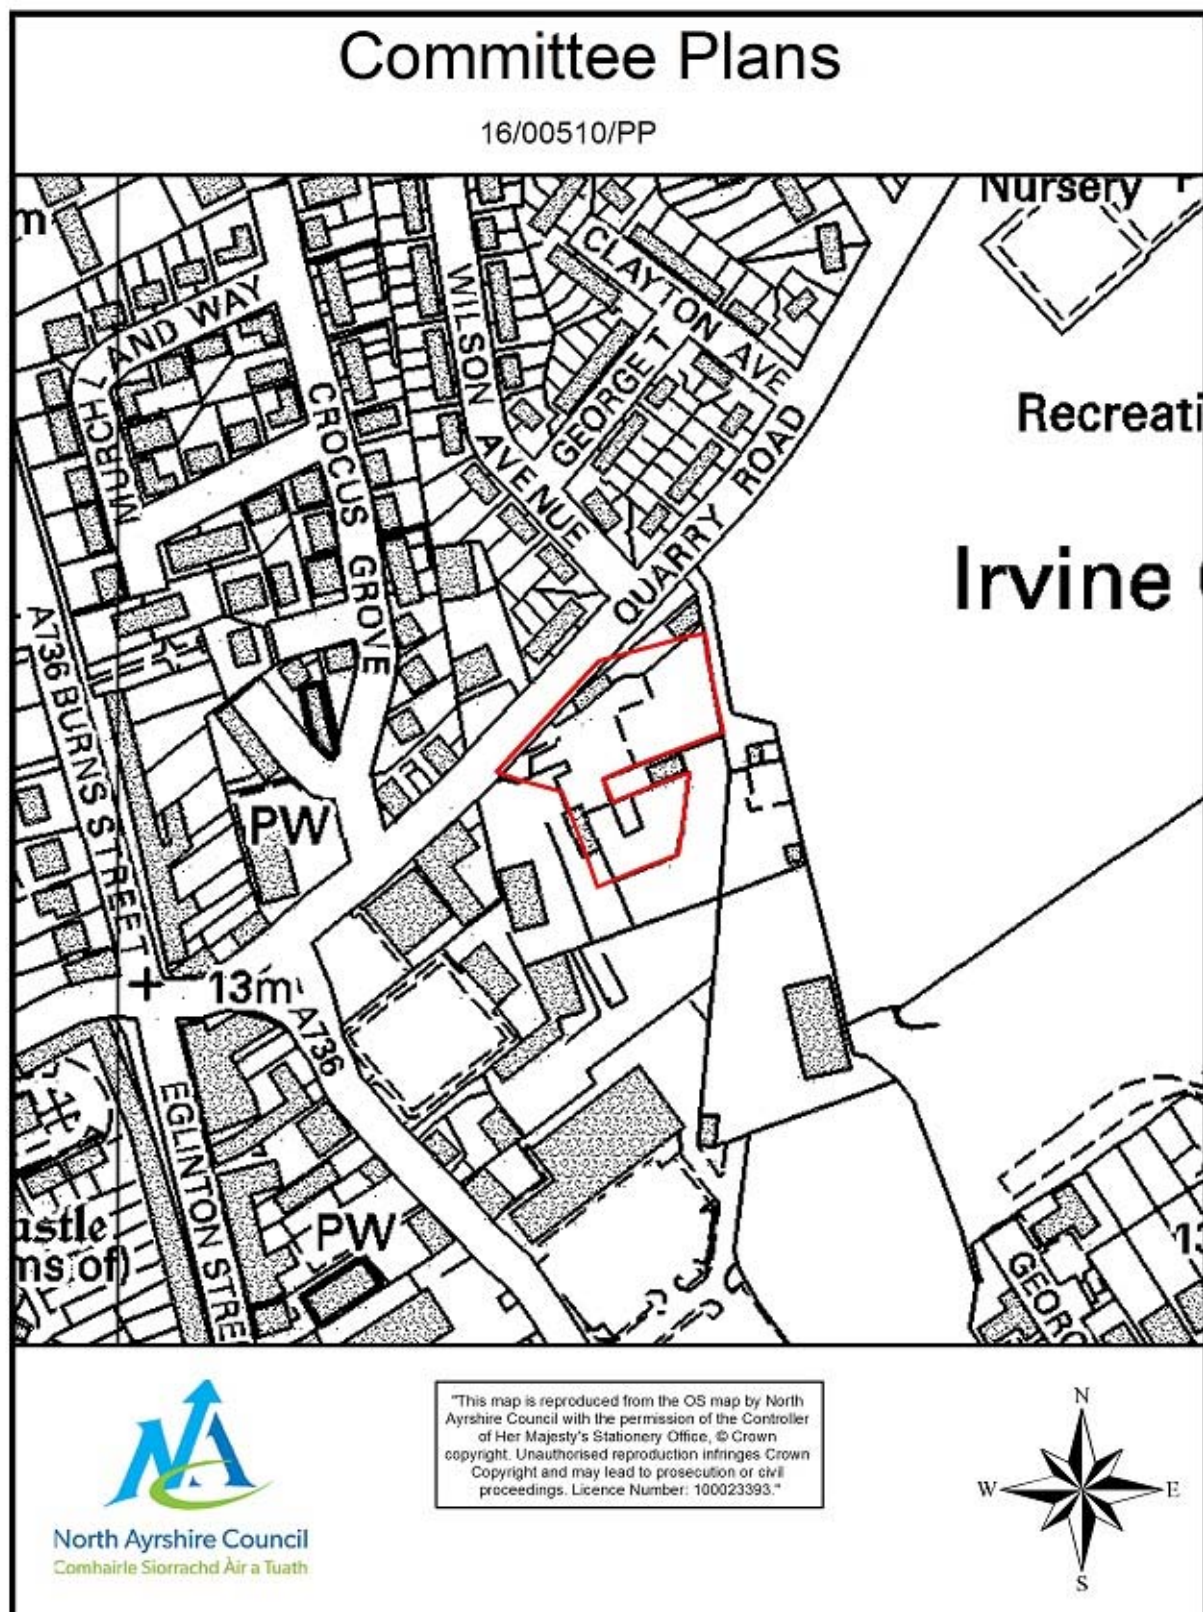 Committee Plans
16/00510/PP
Nursery
m
CLAYTON AVE
WILSON AVENUE
LAND WAY
GEORGE T
MURCH
CROCUS GROVE
QUARRY ROAD
Recreati
Irvine
A736 BURNS STREET
PW
13m
A736
EGLINTON STRE
PW
astle
ms of)
13
GEORG
"This map is reproduced from the OS map by North
Ayrshire Council with the permission of the Controller
of Her Majesty's Stationery Office, © Crown
copyright. Unauthorised reproduction infringes Crown
Copyright and may lead to prosecution or civil
proceedings. Licence Number: 100023393."
N
W
E
S
North Ayrshire Council
Comhairle Siorrachd Àir a Tuath